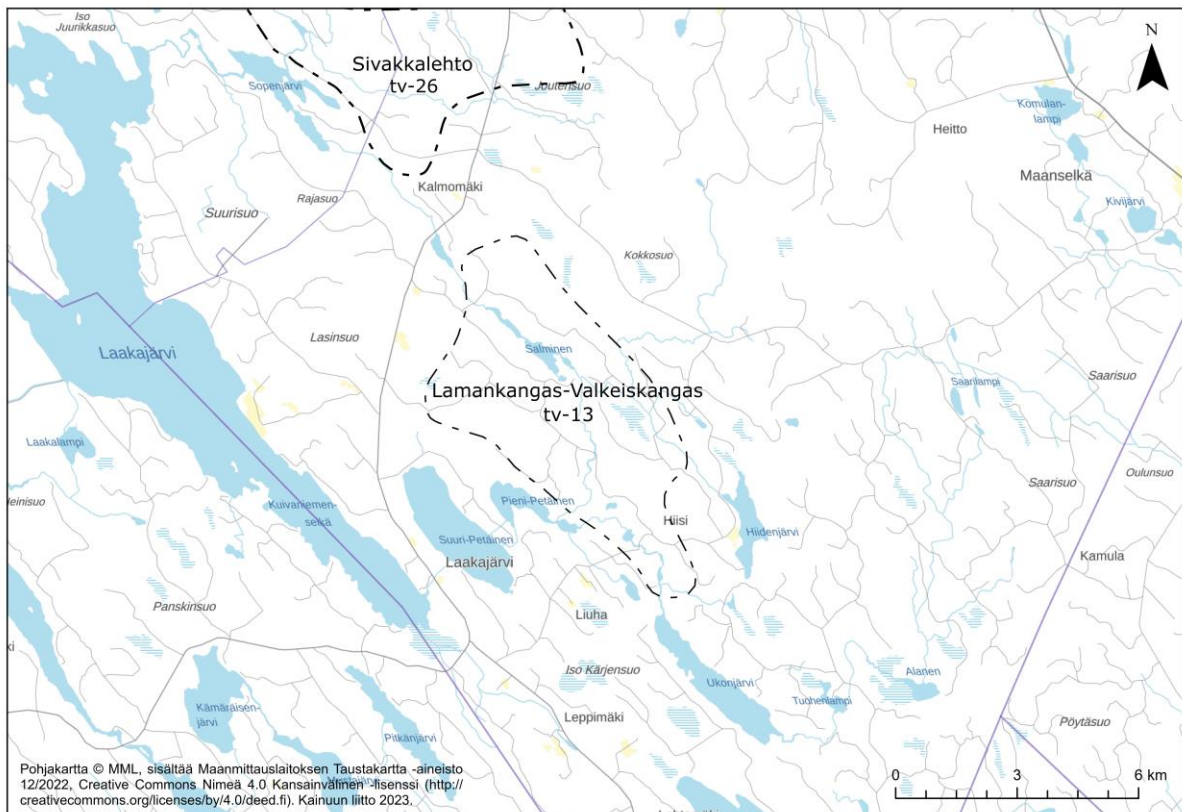 Iso
Juurikkasuo
N
Sivakkalehto
tv-26
Sopenjärvi
Juutensuo
Komulan-
lampi
Heitto
Maanselkä
Kalmomäki
Rajasuo
Suurisuo
Kivijärvi
Kokkosuo
Lasinsuo
Laakajärvi
Salminen
Saarisuo
Saarilampi
Lamankangas-Valkeiskangas
tv-13
Laakalampi
Oulunsuo
Saarisuo
Kuivaniemen-
selkä
Pieni-Petäinen
Hiisi
Hiidenjärvi
Suuri-Petäinen
Laakajärvi
Kamula
Panskinsuo
Liuha
Iso Kärjensuo
Ukonjärvi
Alanen
Tuohenlampi
Kämäräisen-
järvi
Leppimäki
Pöytäsuo
Pitkänjärvi
Pohjakartta © MML, sisältää Maanmittauslaitoksen Taustakartta -aineisto
12/2022, Creative Commons Nimeä 4.0 Kansainvälinen -lisenssi (http://
creativecommons.org/licenses/by/4.0/deed.fi). Kainuun liitto 2023.
0 3 6 km